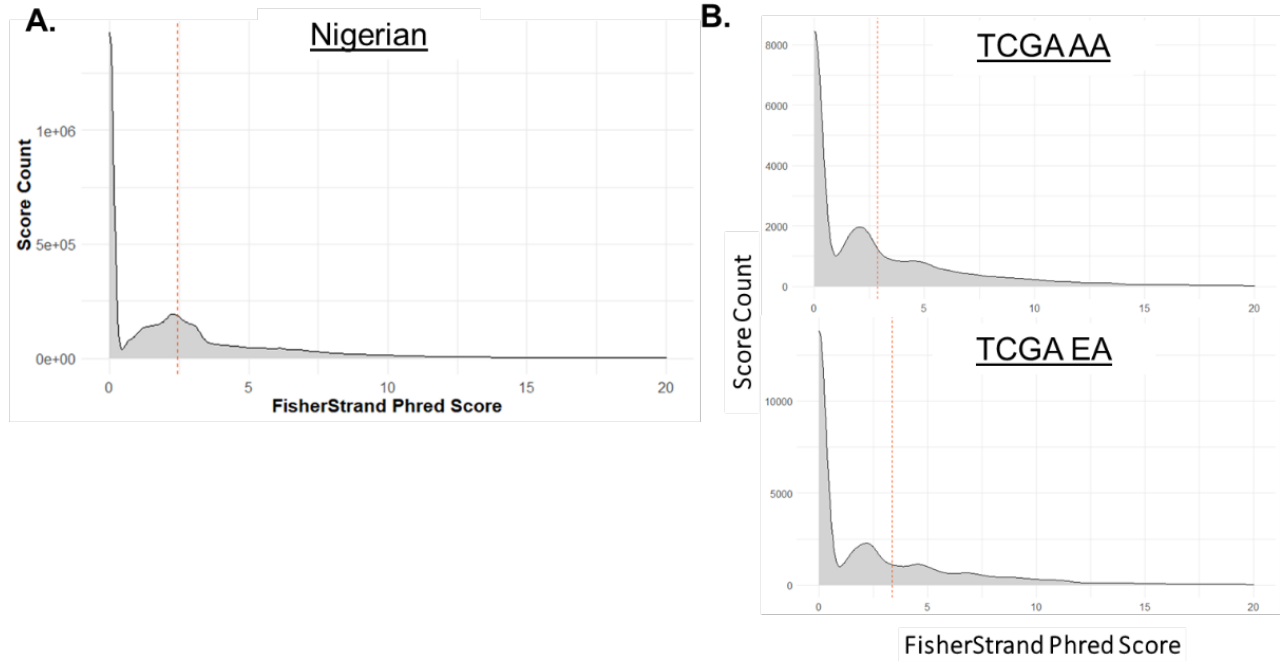 A.
Nigerian
Score Count
1e+06
5e+05
0e+00
0 5 10 15 20
FisherStrand Phred Score
B.
TCGA AA
8000
6000
4000
2000
0
0 5 10 15 20
Score Count
TCGA EA
10000
5000
0
0 5 10 15 20
FisherStrand Phred Score